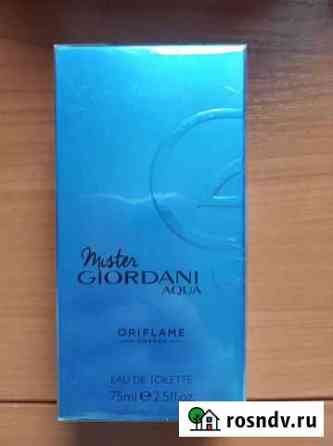 Mister
GIORDANI
AQUA
ORIFLAME
SWEDEN
EAU DE TOILETTE
75ml e 2.5fl.oz.
rosndv.ru